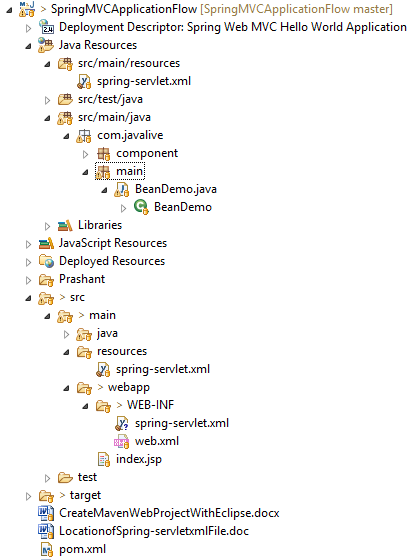 > SpringMVCApplicationFlow [SpringMVCApplicationFlow master]
Deployment Descriptor: Spring Web MVC Hello World Application
Java Resources
src/main/resources
spring-servlet.xml
src/test/java
src/main/java
com.javalive
component
main
BeanDemo.java
BeanDemo
Libraries
JavaScript Resources
Deployed Resources
Prashant
> src
> main
java
resources
spring-servlet.xml
> webapp
> WEB-INF
spring-servlet.xml
web.xml
index.jsp
test
> target
CreateMavenWebProjectWithEclipse.docx
LocationofSpring-servletxmlFile.doc
pom.xml